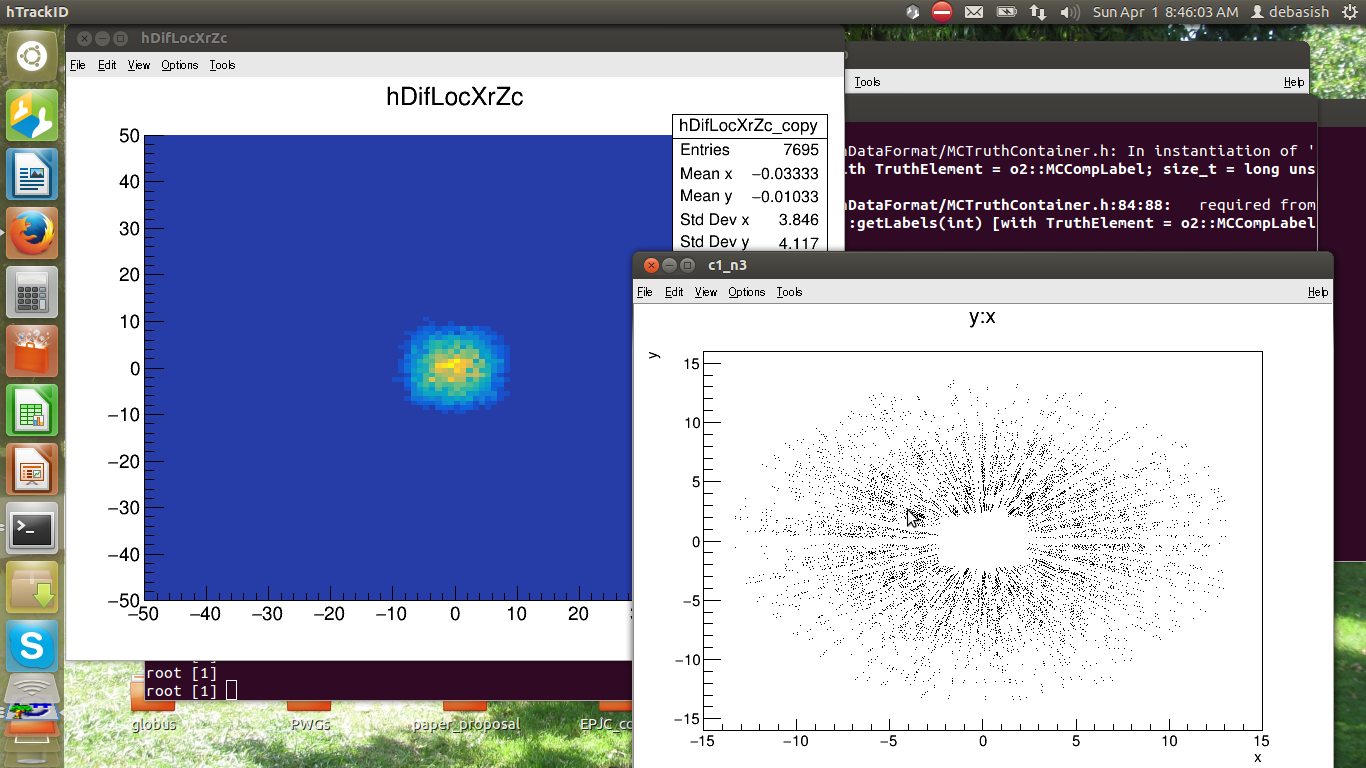 hTrackID
Sun Apr 1 8:46:03 AM
debasish
hDifLocXrZc
File Edit View Options Tools
hDifLocXrZc
hDifLocXrZc_copy
Entries 7695
Mean x −0.03333
Mean y −0.01033
Std Dev x 3.846
Std Dev y 4.117
50
40
30
20
10
0
−10
−20
−30
−40
−50
−50 −40 −30 −20 −10 0 10 20
Tools Help
DataFormat/MCTruthContainer.h: In instantiation of '
ith TruthElement = o2::MCCompLabel; size_t = long uns
DataFormat/MCTruthContainer.h:84:88: required from
:getLabels(int) [with TruthElement = o2::MCCompLabel
c1_n3
File Edit View Options Tools Help
y:x
y
15
10
5
0
−5
−10
−15
−15 −10 −5 0 5 10 15
x
root [1]
root [1]
globus PWGs paper_proposal EPJC_co